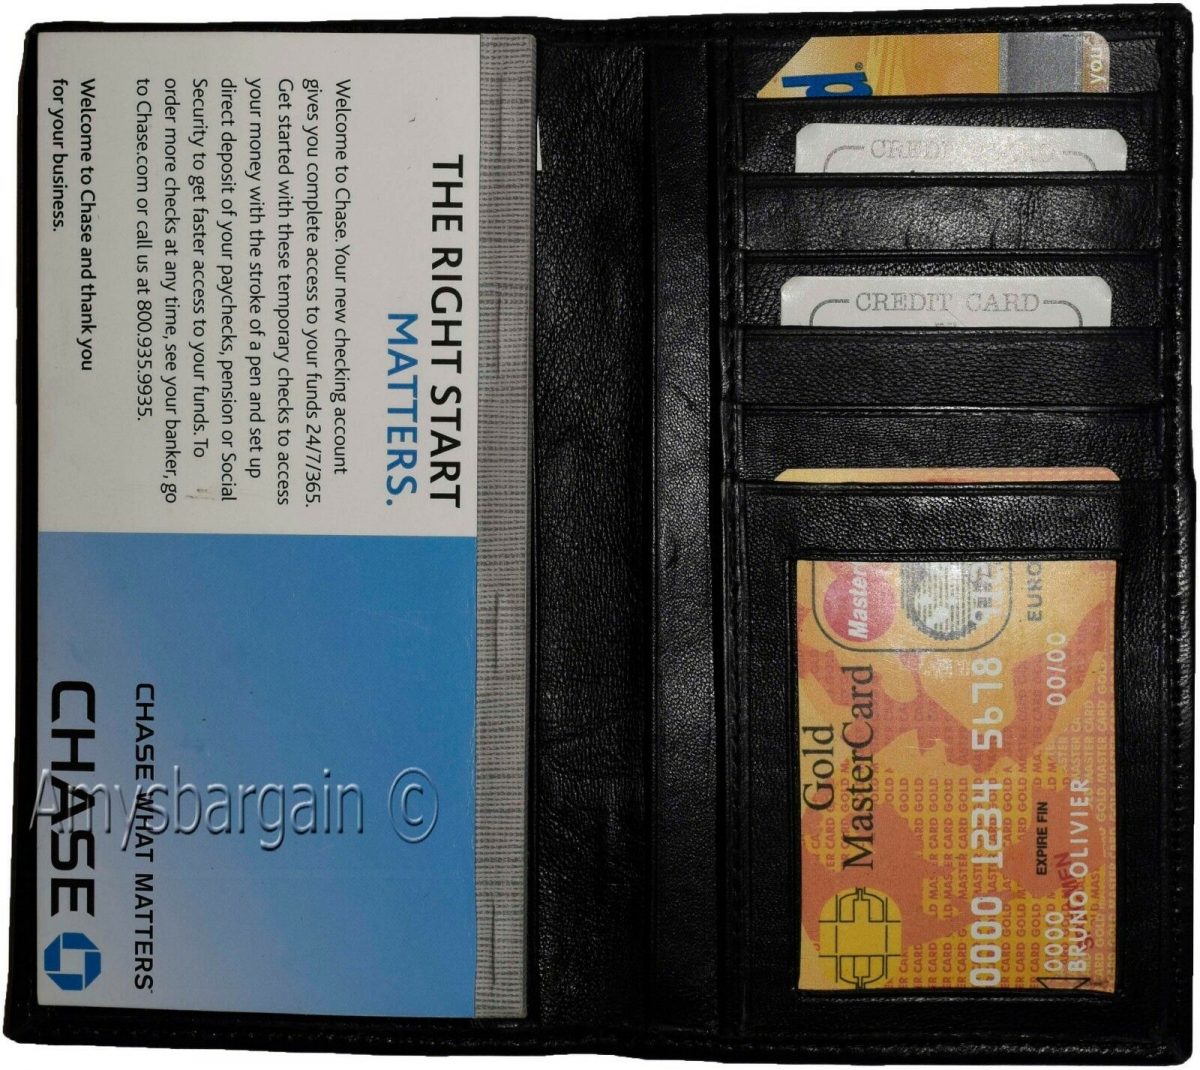 THE RIGHT START
MATTERS.
Welcome to Chase. Your new checking account
gives you complete access to your funds 24/7/365.
Get started with these temporary checks to access
your money with the stroke of a pen and set up
direct deposit of your paychecks, pension or Social
Security to get faster access to your funds. To
order more checks at any time, see your banker, go
to Chase.com or call us at 800.935.9935.
Welcome to Chase and thank you
for your business.
CHASE WHAT MATTERS
CHASE
Amysbargain ©
your
CREDIT CARD
CREDIT CARD
Master
EURO
Gold
MasterCard
0000 1234 5678
00/00
EXPIRE FIN
0000
BRUNO OLIVIER